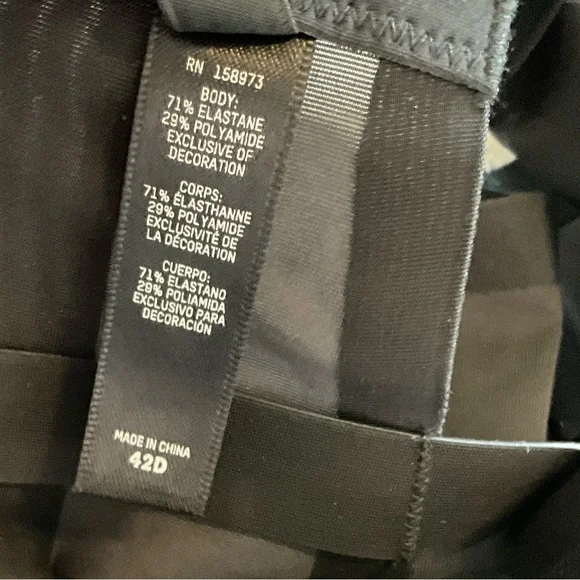 RN 158973
BODY:
71% ELASTANE
29% POLYAMIDE
EXCLUSIVE OF
DECORATION
CORPS:
71% ÉLASTHANNE
29% POLYAMIDE
EXCLUSIVITÉ DE
LA DÉCORATION
CUERPO:
71% ELASTANO
29% POLIAMIDA
EXCLUSIVO PARA
DECORACIÓN
MADE IN CHINA
42D